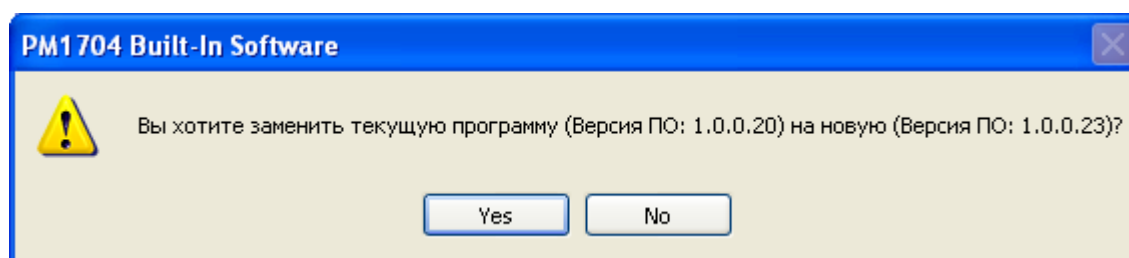 PM1704 Built-In Software
Вы хотите заменить текущую программу (Версия ПО: 1.0.0.20) на новую (Версия ПО: 1.0.0.23)?
Yes
No